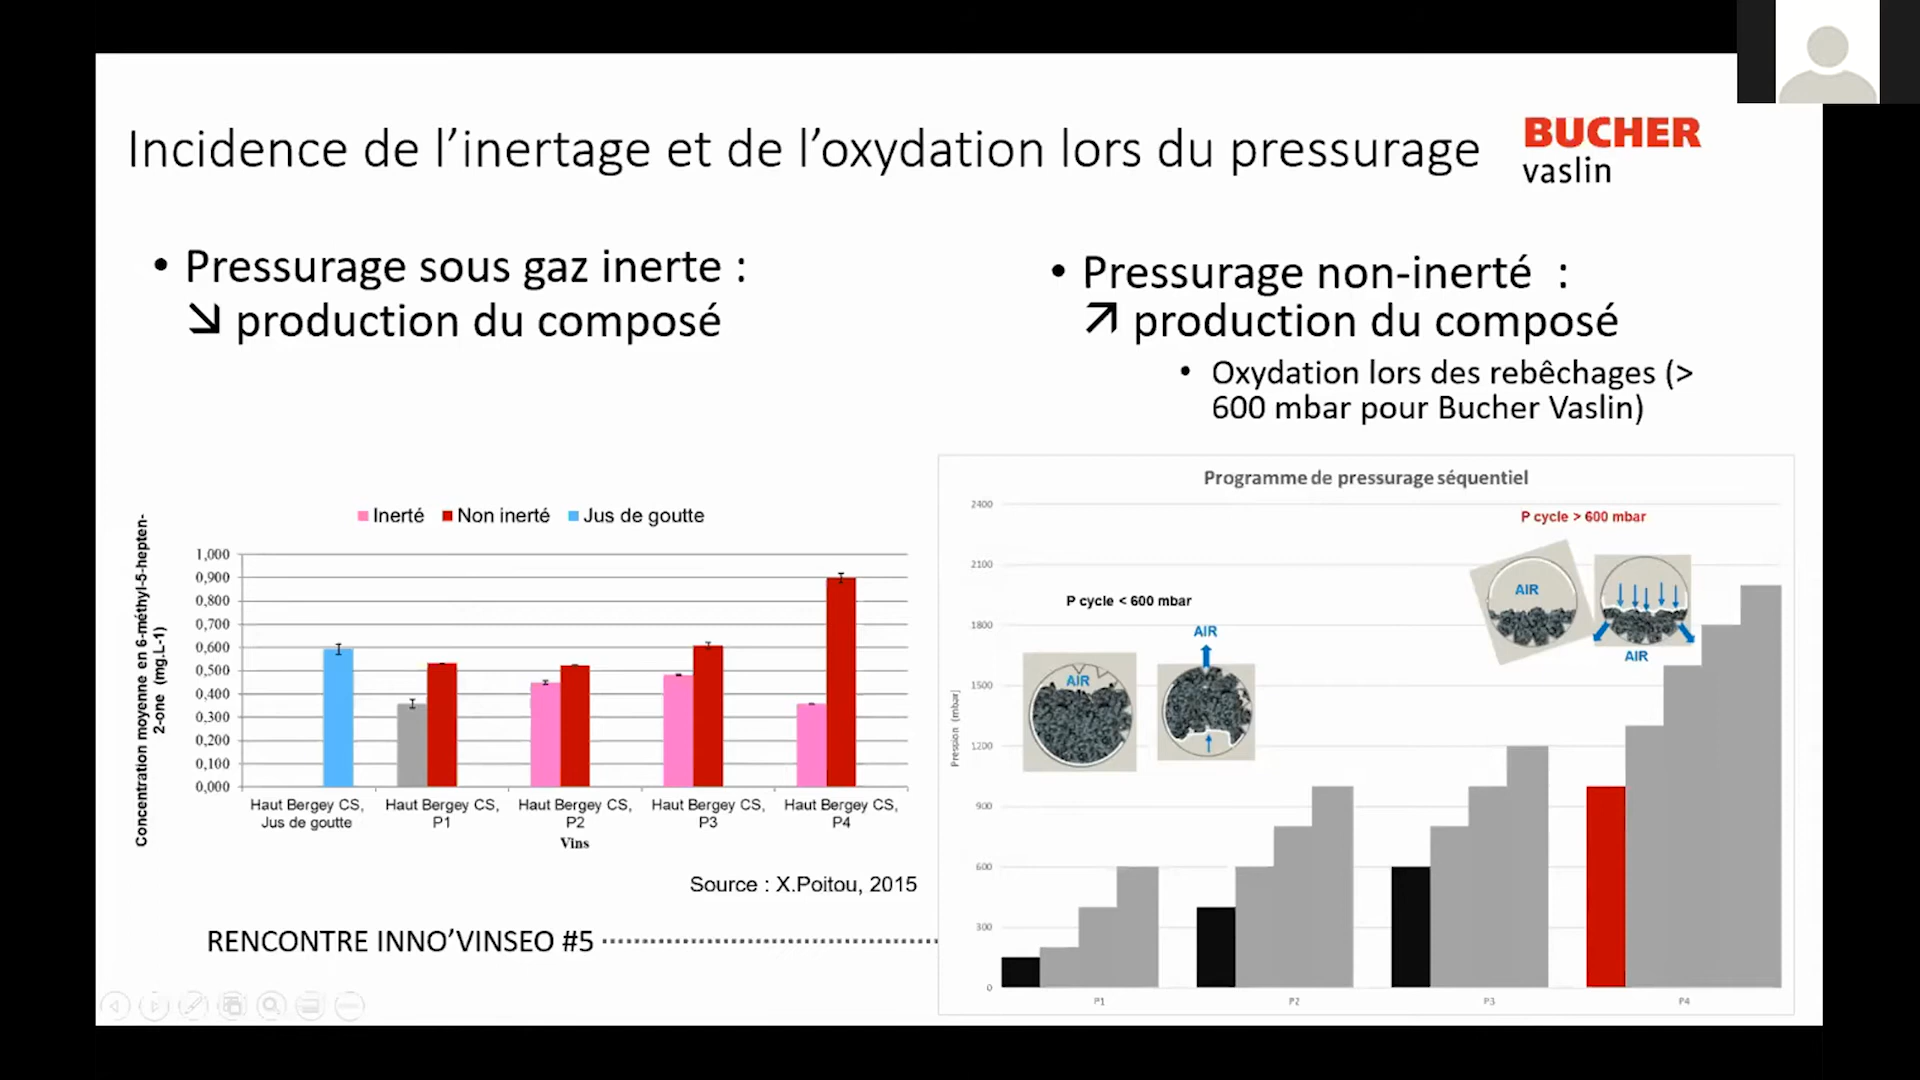 Incidence de l’inertage et de l’oxydation lors du pressurage
BUCHER
vaslin
• Pressurage sous gaz inerte :
↘ production du composé
• Pressurage non-inerté :
↗ production du composé
• Oxydation lors des rebêchages (>
600 mbar pour Bucher Vaslin)
Inerté Non inerté Jus de goutte
Concentration moyenne en 6-méthyl-5-hepten-
2-one (mg.L-1)
1,000
0,900
0,800
0,700
0,600
0,500
0,400
0,300
0,200
0,100
0,000
Haut Bergey CS,
Jus de goutte
Haut Bergey CS,
P1
Haut Bergey CS,
P2
Haut Bergey CS,
P3
Haut Bergey CS,
P4
Vins
Source : X.Poitou, 2015
RENCONTRE INNO’VINSEO #5
Programme de pressurage séquentiel
Pression (mbar)
2400
2100
1800
1500
1200
900
600
300
0
P cycle < 600 mbar
AIR
AIR
P cycle > 600 mbar
AIR
AIR
P1
P2
P3
P4